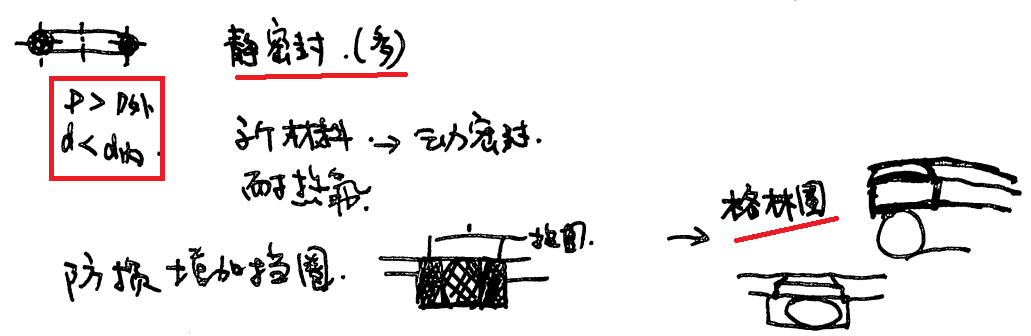 静密封.(多)
D > D外
d < d内.
新材料. → 动密封.
耐热氧.
格林圈
挡圈.
防损 增加挡圈.